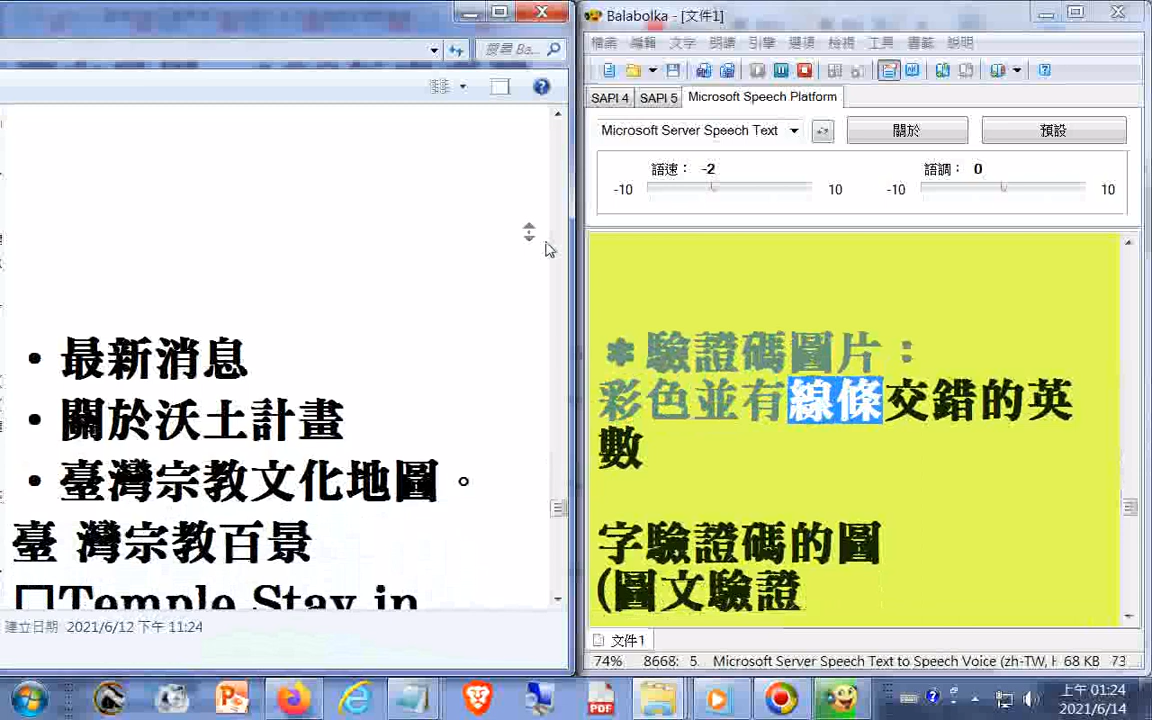 搜尋 Ba...
• 最新消息
• 關於沃土計畫
• 臺灣宗教文化地圖。
臺 灣宗教百景
□Temple Stay in
建立日期 2021/6/12 下午 11:24
Balabolka - [文件1]
檔案 編輯 文字 朗讀 引擎 選項 檢視 工具 書籤 說明
SAPI 4 SAPI 5 Microsoft Speech Platform
Microsoft Server Speech Text 關於 預設
語速： -2 語調： 0
-10 10 -10 10
＊驗證碼圖片：
彩色並有線條交錯的英
數
字驗證碼的圖
(圖文驗證
文件1
74% 8668: 5. Microsoft Server Speech Text to Speech Voice (zh-TW, H 68 KB 73
PDF
上午 01:24
2021/6/14